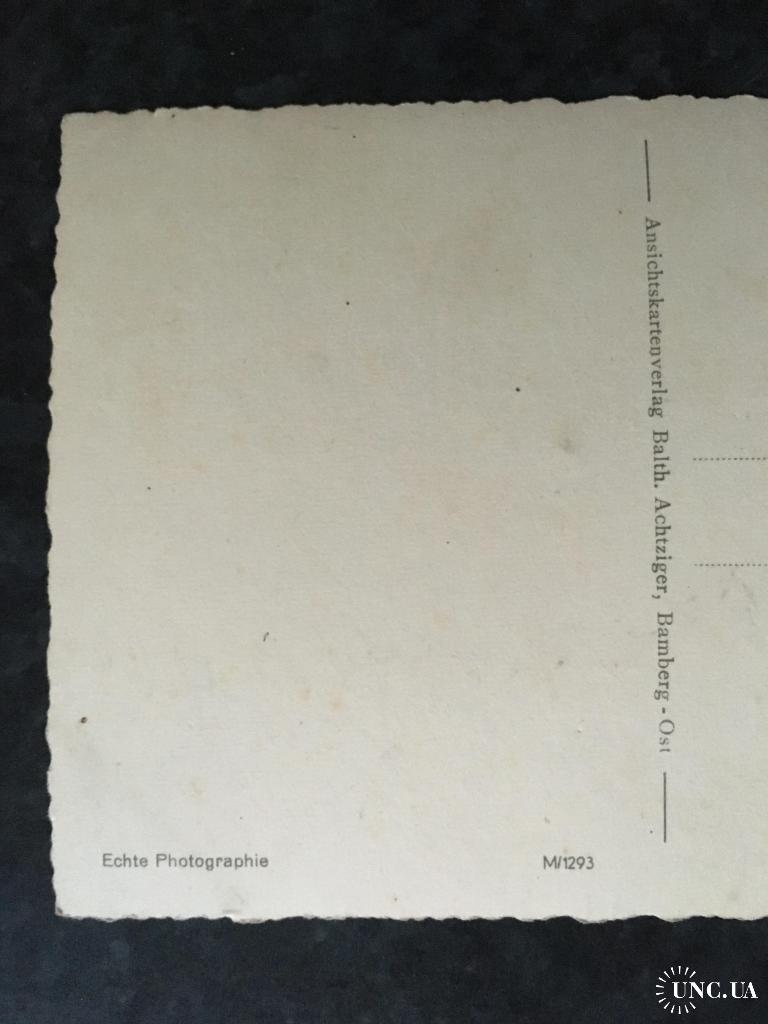 Ansichtskartenverlag Balth. Achtziger, Bamberg - Ost
Echte Photographie
M/1293
UNC.UA